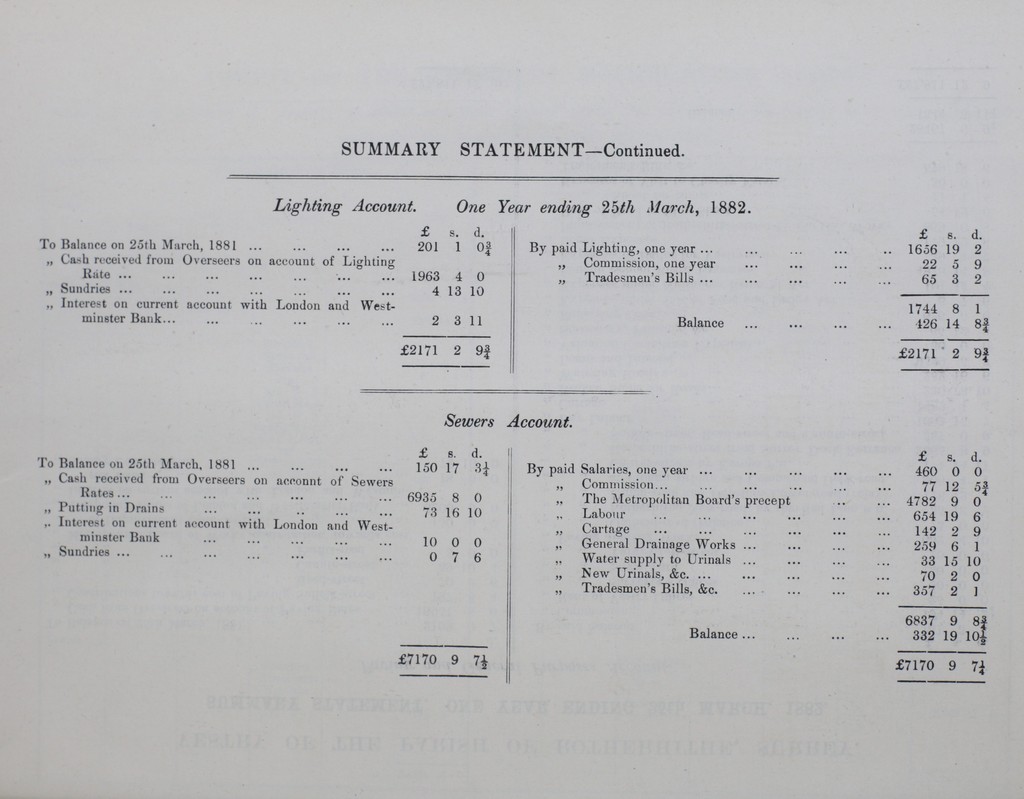 SUMMARY STATEMENT—Continued.
Lighting Account. One Year ending 25th March, 1882.
£ s. d.
To Balance on 25th March, 1881 ... ... ... ... 201 1 0¾
„ Cash received from Overseers on account of Lighting
Rate ... ... ... ... ... ... ... 1963 4 0
„ Sundries ... ... ... ... ... ... ... 4 13 10
„ Interest on current account with London and West-
minster Bank... ... ... ... ... ... 2 3 11
£2171 2 9¾
£ s. d.
By paid Lighting, one year ... ... ... ... .. 1656 19 2
„ Commission, one year ... ... ... ... 22 5 9
„ Tradesmen's Bills ... ... ... ... ... 65 3 2
1744 8 1
Balance ... ... ... ... 426 14 8¾
£2171 2 9¾
Sewers Account.
£ s. d.
To Balance on 25th March, 1881 ... ... ... ... 150 17 3¼
„ Cash received from Overseers on acconnt of Sewers
Rates... ... ... ... ... ... ... 6935 8 0
„ Putting in Drains ... ... .. ... ... 73 16 10
„ Interest on current account with London and West-
minster Bank ... ... ... ... ... 10 0 0
„ Sundries ... ... ... ... ... ... ... 0 7 6
£7170 9 7½
£ s. d.
By paid Salaries, one year ... ... ... ... ... 460 0 0
„ Commission... ... ... ... ... ... 77 12 5¾
„ The Metropolitan Board's precept ... ... 4782 9 0
„ Labour ... ... ... ... ... ... 654 19 6
„ Cartage ... ... ... ... ... ... 142 2 9
„ General Drainage Works ... ... ... ... 259 6 1
„ Water supply to Urinals ... ... ... ... 33 15 10
„ New Urinals, &c. ... ... ... ... ... 70 2 0
„ Tradesmen's Bills, &c. ... ... ... ... 357 2 1
6837 9 8¾
Balance ... ... ... ... 332 19 10½
£7170 9 7¼